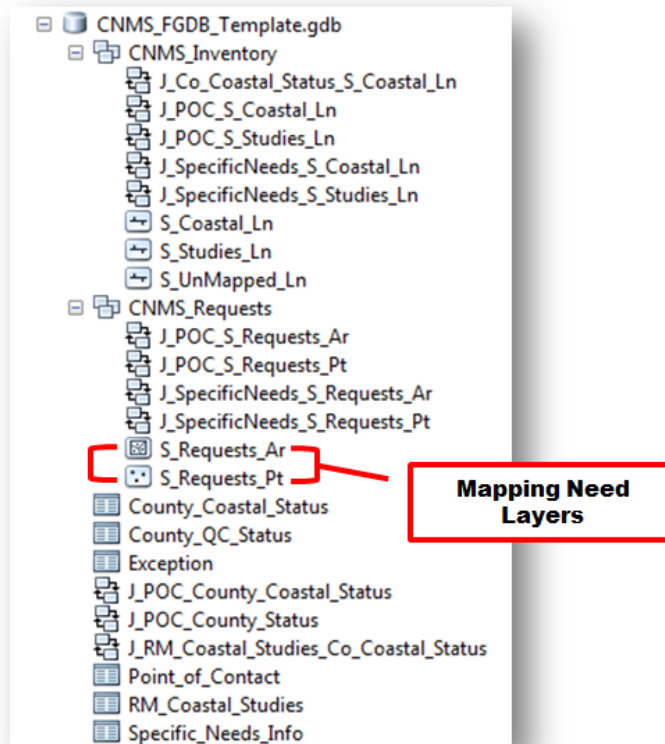 CNMS_FGDB_Template.gdb
CNMS_Inventory
J_Co_Coastal_Status_S_Coastal_Ln
J_POC_S_Coastal_Ln
J_POC_S_Studies_Ln
J_SpecificNeeds_S_Coastal_Ln
J_SpecificNeeds_S_Studies_Ln
S_Coastal_Ln
S_Studies_Ln
S_UnMapped_Ln
CNMS_Requests
J_POC_S_Requests_Ar
J_POC_S_Requests_Pt
J_SpecificNeeds_S_Requests_Ar
J_SpecificNeeds_S_Requests_Pt
S_Requests_Ar
S_Requests_Pt
Mapping Need
Layers
County_Coastal_Status
County_QC_Status
Exception
J_POC_County_Coastal_Status
J_POC_County_Status
J_RM_Coastal_Studies_Co_Coastal_Status
Point_of_Contact
RM_Coastal_Studies
Specific_Needs_Info